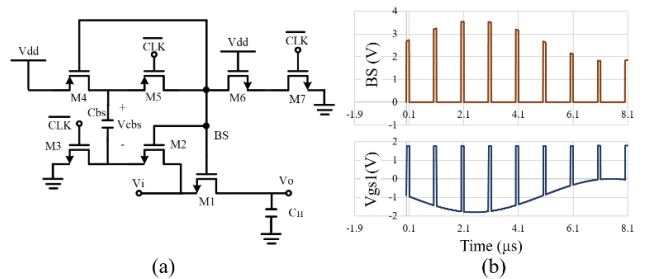 Vdd
CLK
Vdd
CLK
M4
M5
M6
M7
Cbs
+
Vcbs
-
CLK
M3
M2
BS
Vi
M1
Vo
CH
(a)
BS (V)
4
3
2
1
0
-1
-1.9
0.1
2.1
4.1
6.1
8.1
Vgs1(V)
2
1
0
-1
-2
-1.9
0.1
2.1
4.1
6.1
8.1
Time (µs)
(b)